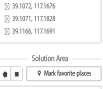 39.1072, 117.1676
39.1071, 117.1828
39.1166, 117.1691
Solution Area
Mark favorite places